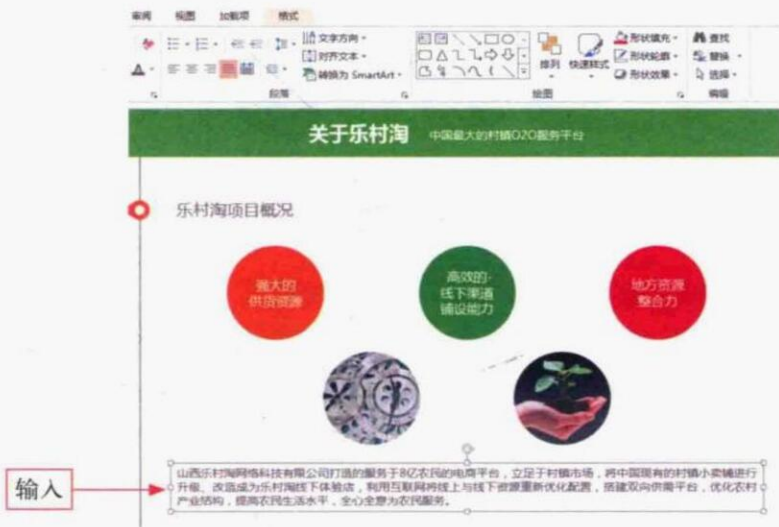 审阅 视图 加载项 格式
文字方向
对齐文本
转换为 SmartArt
段落
排列 快速样式
形状填充
形状轮廓
形状效果
绘图
查找
替换
选择
编辑
关于乐村淘 中国最大的村镇O2O服务平台
乐村淘项目概况
强大的
供货资源
高效的-
线下渠道
铺设能力
地方资源
整合力
输入
山西乐村淘网络科技有限公司打造的服务于8亿农民的电商平台，立足于村镇市场，将中国现有的村镇小卖铺进行
升级、改造成为乐村淘线下体验店，利用互联网将线上与线下资源重新优化配置，搭建双向供需平台，优化农村
产业结构，提高农民生活水平，全心全意为农民服务。